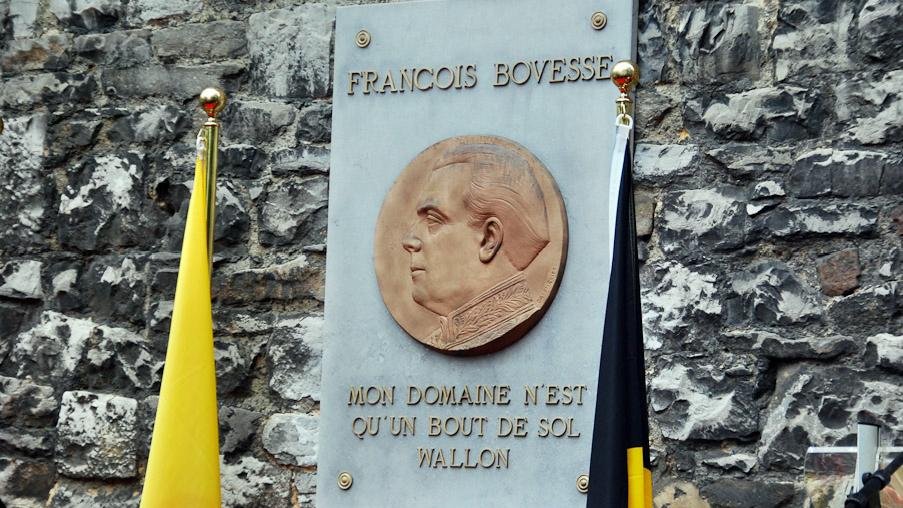 FRANCOIS BOVESSE
MON DOMAINE N'EST
QU'UN BOUT DE SOL
WALLON